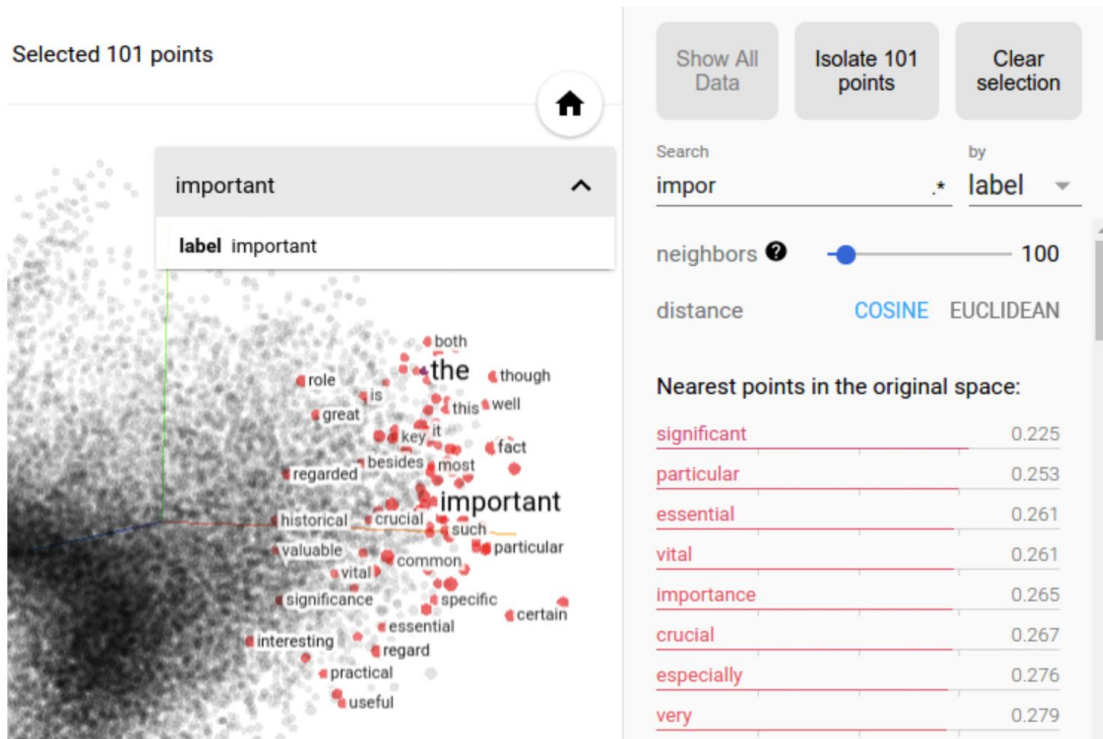 Selected 101 points
important
label important
both
the
though
role
is
great
this
well
key
it
fact
besides
most
regarded
important
historical
crucial
such
valuable
common
particular
vital
significance
specific
certain
essential
interesting
regard
practical
useful
Show All
Data
Isolate 101
points
Clear
selection
Search
by
impor
.*
label
neighbors ?
100
distance
COSINE
EUCLIDEAN
Nearest points in the original space:
significant 0.225
particular 0.253
essential 0.261
vital 0.261
importance 0.265
crucial 0.267
especially 0.276
very 0.279